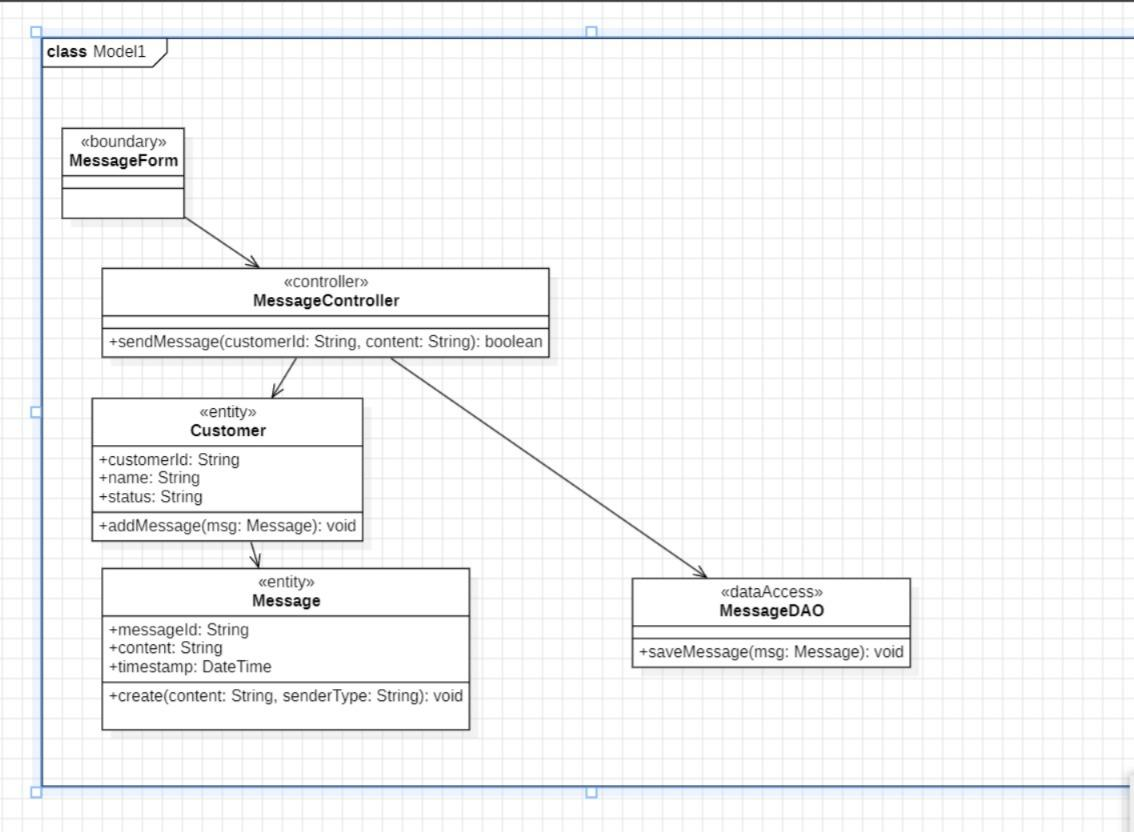 class Model1
«boundary»
MessageForm
«controller»
MessageController
+sendMessage(customerId: String, content: String): boolean
«entity»
Customer
+customerId: String
+name: String
+status: String
+addMessage(msg: Message): void
«entity»
Message
+messageId: String
+content: String
+timestamp: DateTime
+create(content: String, senderType: String): void
«dataAccess»
MessageDAO
+saveMessage(msg: Message): void